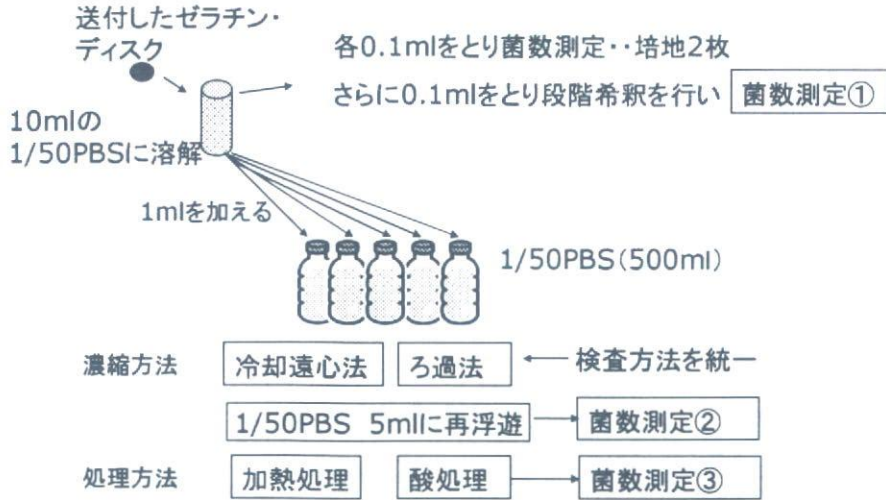 送付したゼラチン・
ディスク
各0.1mlをとり菌数測定・・培地2枚
さらに0.1mlをとり段階希釈を行い 菌数測定①
10mlの
1/50PBSに溶解
1mlを加える
1/50PBS(500ml)
濃縮方法 冷却遠心法 ろ過法 検査方法を統一
1/50PBS 5mlに再浮遊 菌数測定②
処理方法 加熱処理 酸処理 菌数測定③